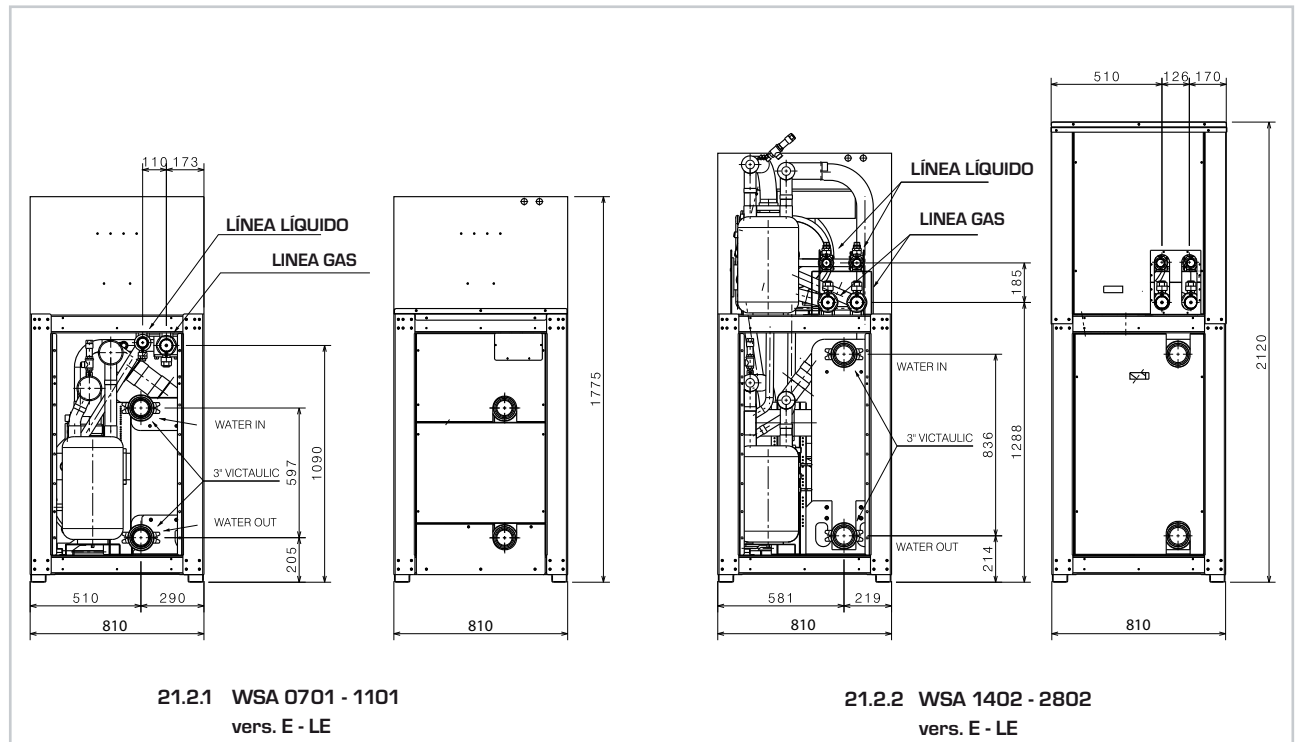 110 173
LÍNEA LÍQUIDO
LINEA GAS
WATER IN
3" VICTAULIC
WATER OUT
597
1090
205
510 290
810
1775
810
21.2.1 WSA 0701 - 1101
vers. E - LE
LÍNEA LÍQUIDO
LINEA GAS
185
WATER IN
3" VICTAULIC
836
1288
WATER OUT
214
581 219
810
510 126 170
2120
810
21.2.2 WSA 1402 - 2802
vers. E - LE